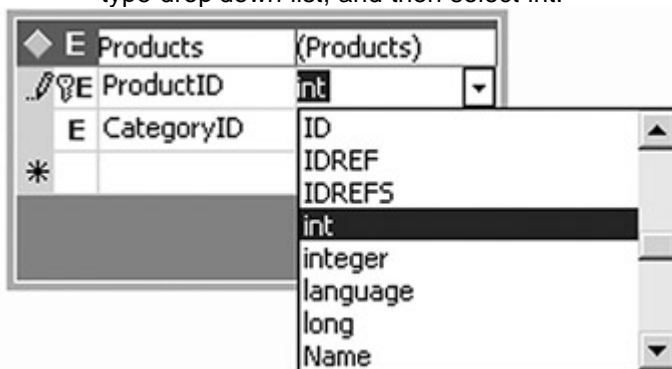 type drop down list, and then select int.
E Products (Products)
E ProductID int
E CategoryID
ID
IDREF
IDREFS
int
integer
language
long
Name